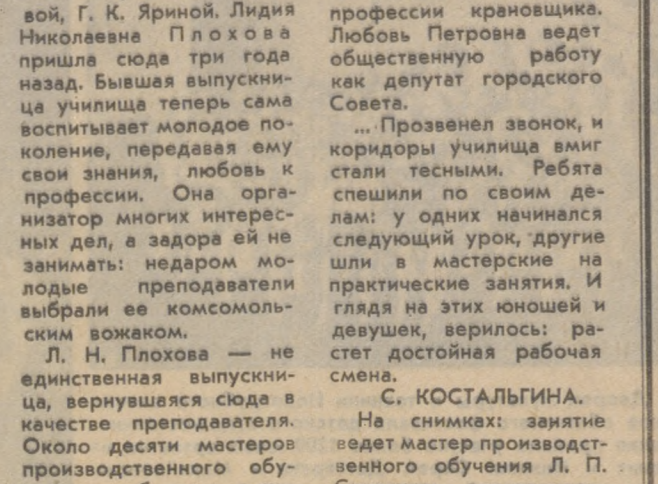 вой, Г. К. Яриной. Лидия
Николаевна Плохова
пришла сюда три года
назад. Бывшая выпускни-
ца училища теперь сама
воспитывает молодое по-
коление, передавая ему
свои знания, любовь к
профессии. Она орга-
низатор многих интерес-
ных дел, а задора ей не
занимать: недаром мо-
лодые преподаватели
выбрали ее комсомоль-
ским вожаком.
Л. Н. Плохова — не
единственная выпускни-
ца, вернувшаяся сюда в
качестве преподавателя.
Около десяти мастеров
производственного обу-
профессии крановщика.
Любовь Петровна ведет
общественную работу
как депутат городского
Совета.
... Прозвенел звонок, и
коридоры училища вмиг
стали тесными. Ребята
спешили по своим де-
лам: у одних начинался
следующий урок, другие
шли в мастерские на
практические занятия. И
глядя на этих юношей и
девушек, верилось: ра-
стет достойная рабочая
смена.
С. КОСТАЛЬГИНА.
На снимках: занятие
ведет мастер производст-
венного обучения Л. П.